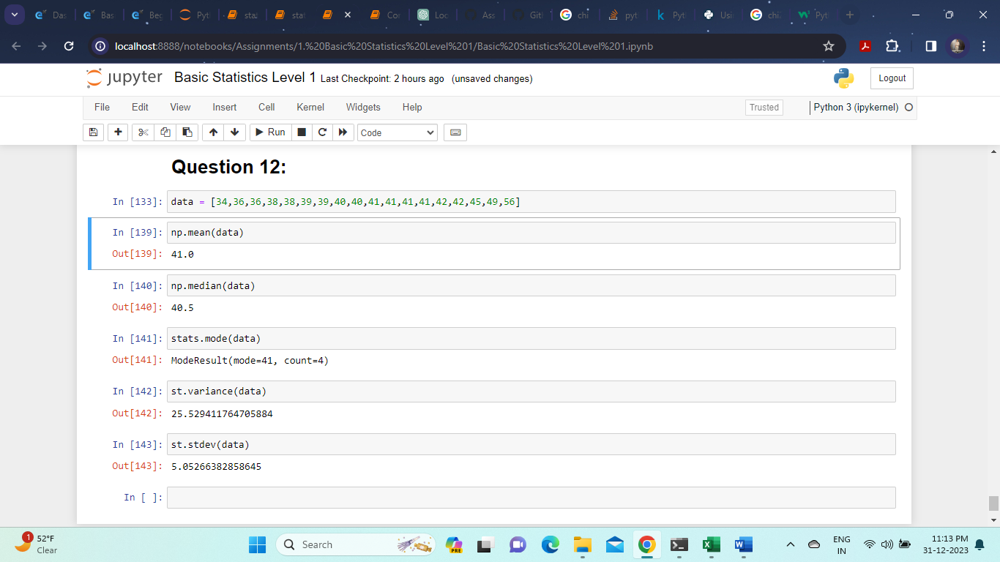 Das
Bas
Beg
Pyt
stat
Co
Loc
Ass
Git
chi
pyt
Pyt
Usi
chi
Pyt
localhost:8888/notebooks/Assignments/1.%20Basic%20Statistics%20Level%201/Basic%20Statistics%20Level%201.ipynb
jupyter Basic Statistics Level 1 Last Checkpoint: 2 hours ago (unsaved changes) Logout
File Edit View Insert Cell Kernel Widgets Help Trusted Python 3 (ipykernel)
Run Code
Question 12:
In [133]: data = [34,36,36,38,38,39,39,40,40,41,41,41,41,42,42,45,49,56]
In [139]: np.mean(data)
Out[139]: 41.0
In [140]: np.median(data)
Out[140]: 40.5
In [141]: stats.mode(data)
Out[141]: ModeResult(mode=41, count=4)
In [142]: st.variance(data)
Out[142]: 25.529411764705884
In [143]: st.stdev(data)
Out[143]: 5.05266382858645
In [ ]:
1 52°F
Clear
Search
PRE
ENG
IN
11:13 PM
31-12-2023